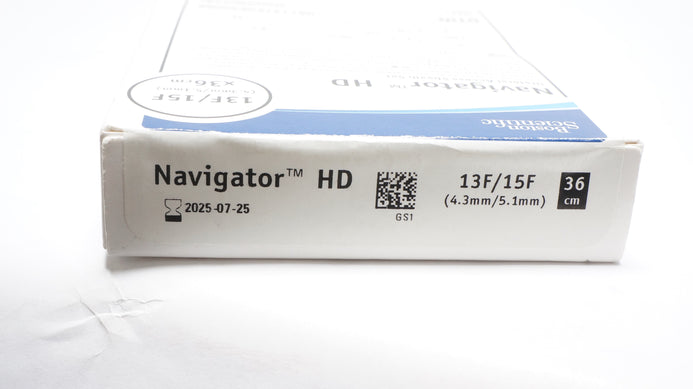 Navigator™ HD
13F/15F
x36cm
Boston
Scientific
Navigator™ HD
2025-07-25
GS1
13F/15F
(4.3mm/5.1mm)
36
cm